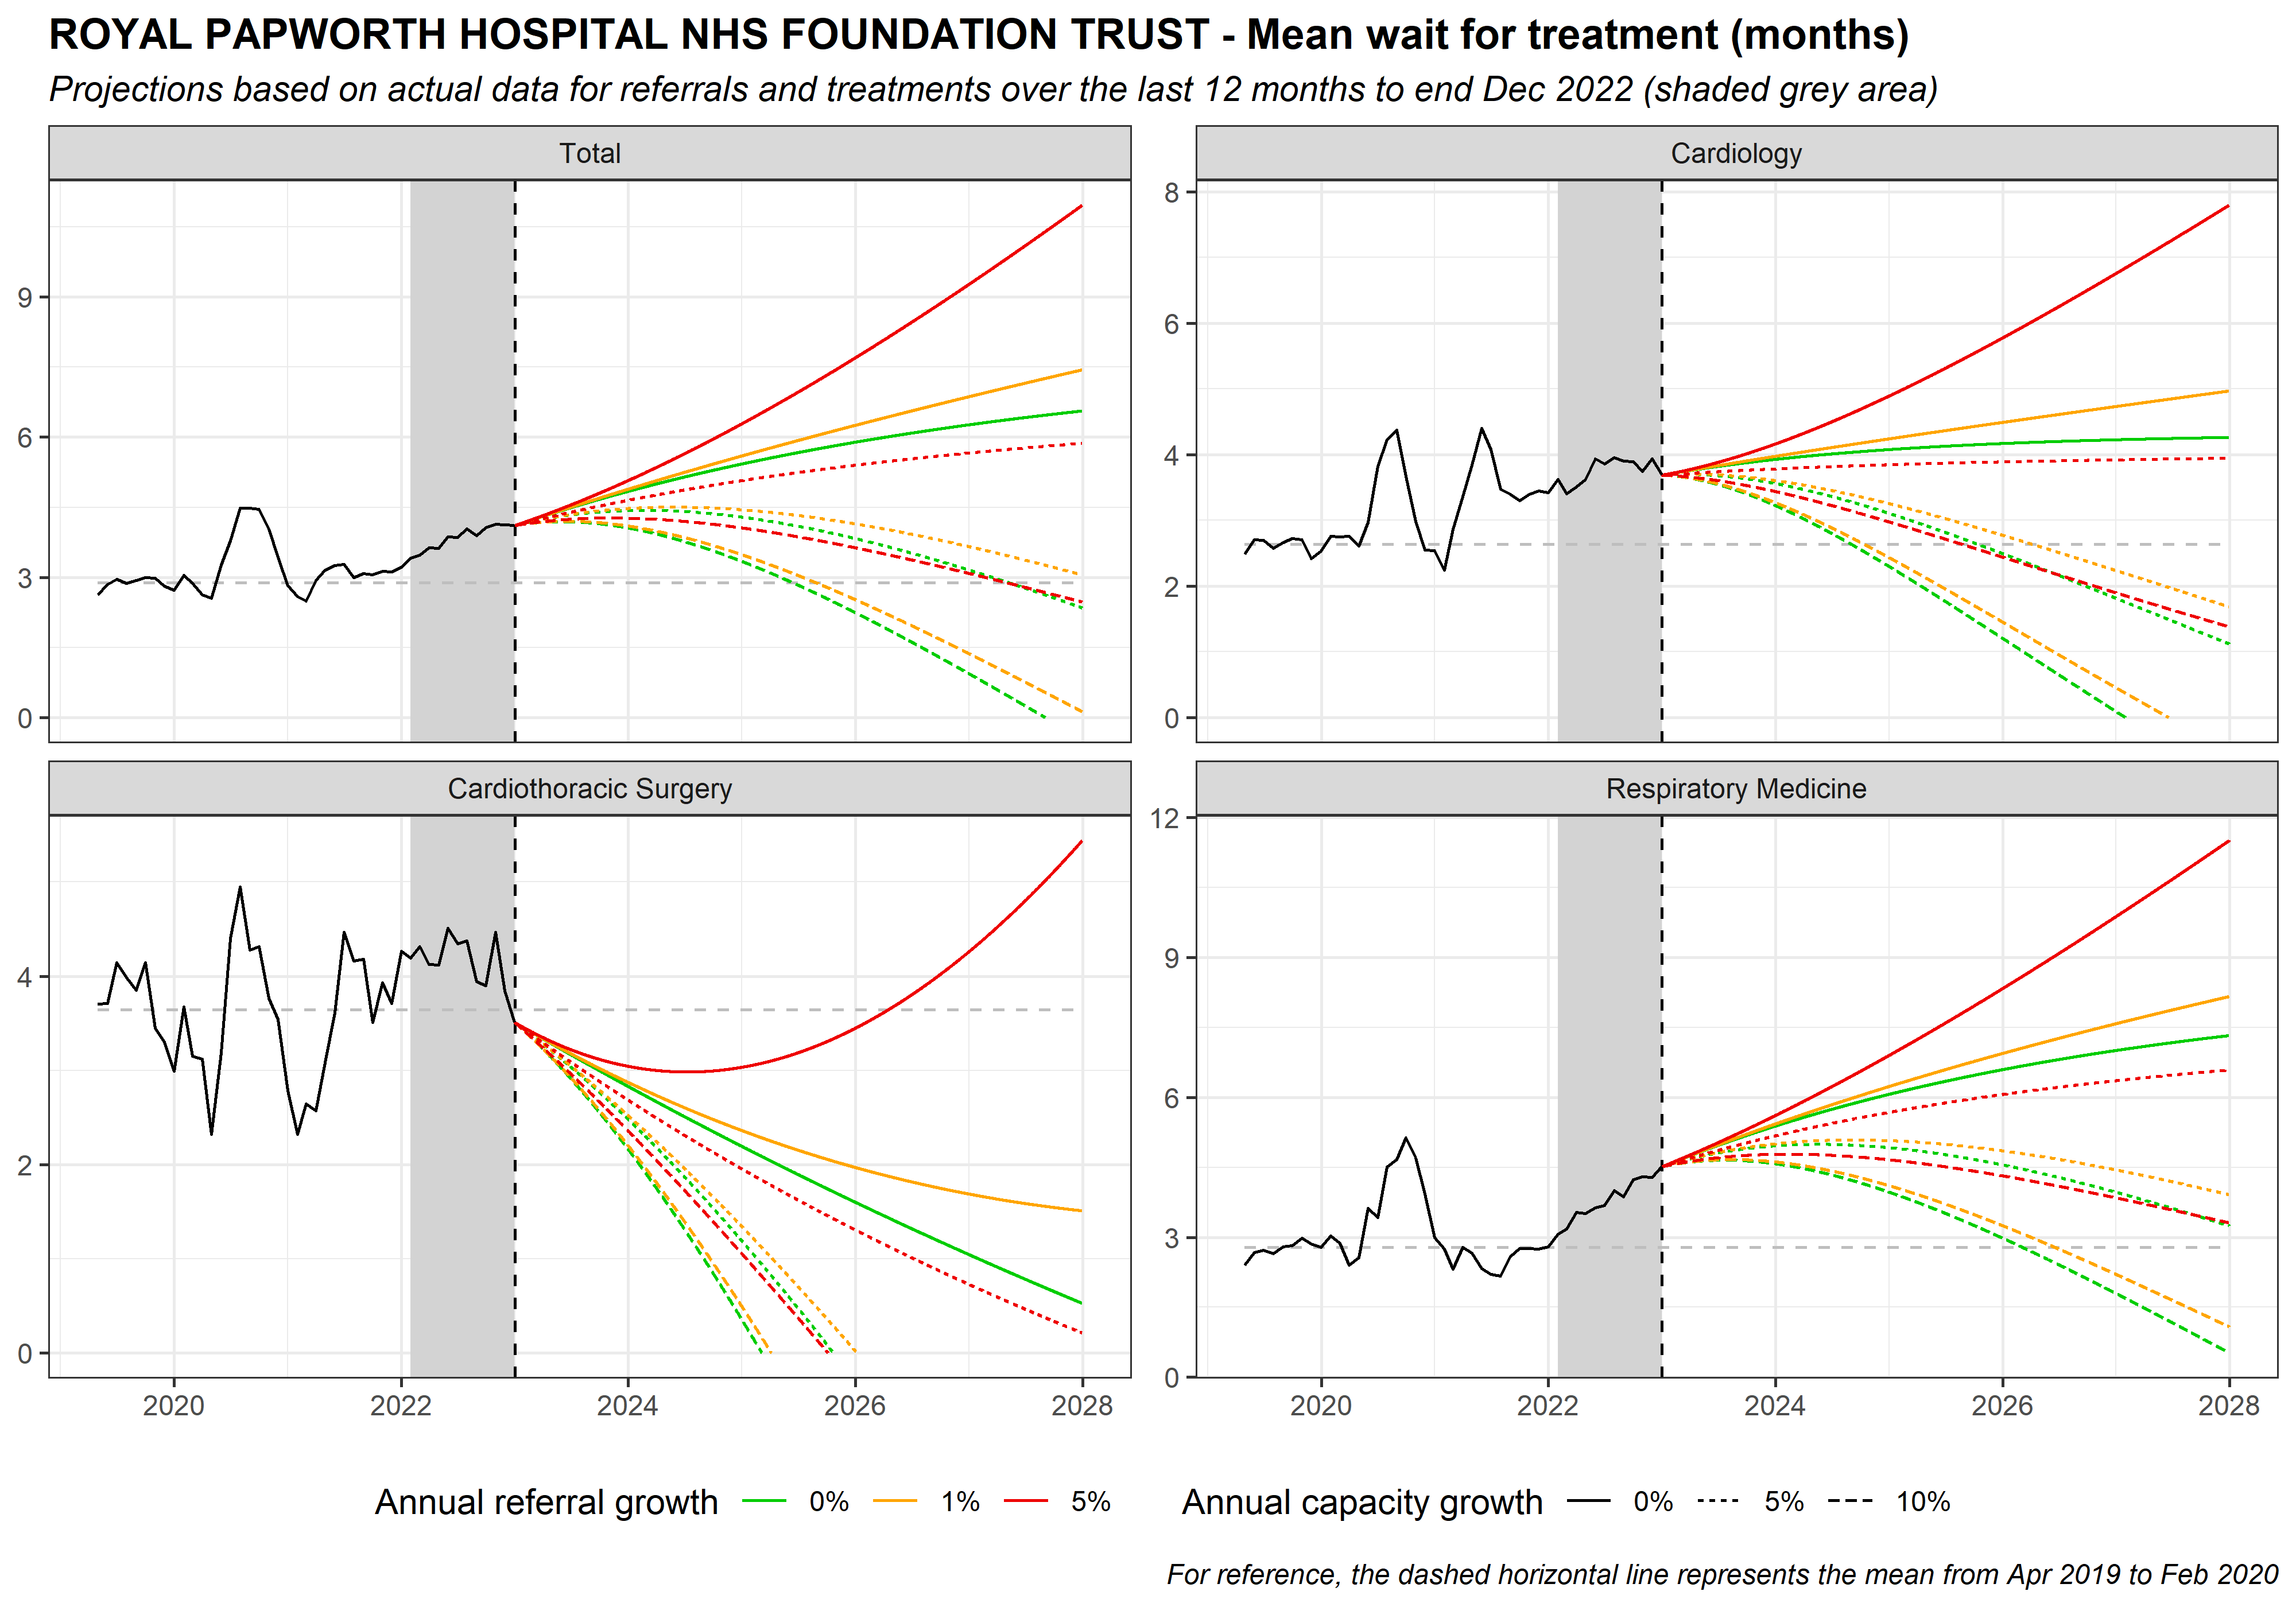 ROYAL PAPWORTH HOSPITAL NHS FOUNDATION TRUST - Mean wait for treatment (months)
Projections based on actual data for referrals and treatments over the last 12 months to end Dec 2022 (shaded grey area)
Total
Cardiology
9
6
3
0
8
6
4
2
0
Cardiothoracic Surgery
Respiratory Medicine
4
2
0
12
9
6
3
0
2020 2022 2024 2026 2028
2020 2022 2024 2026 2028
Annual referral growth 0% 1% 5%
Annual capacity growth 0% 5% 10%
For reference, the dashed horizontal line represents the mean from Apr 2019 to Feb 2020